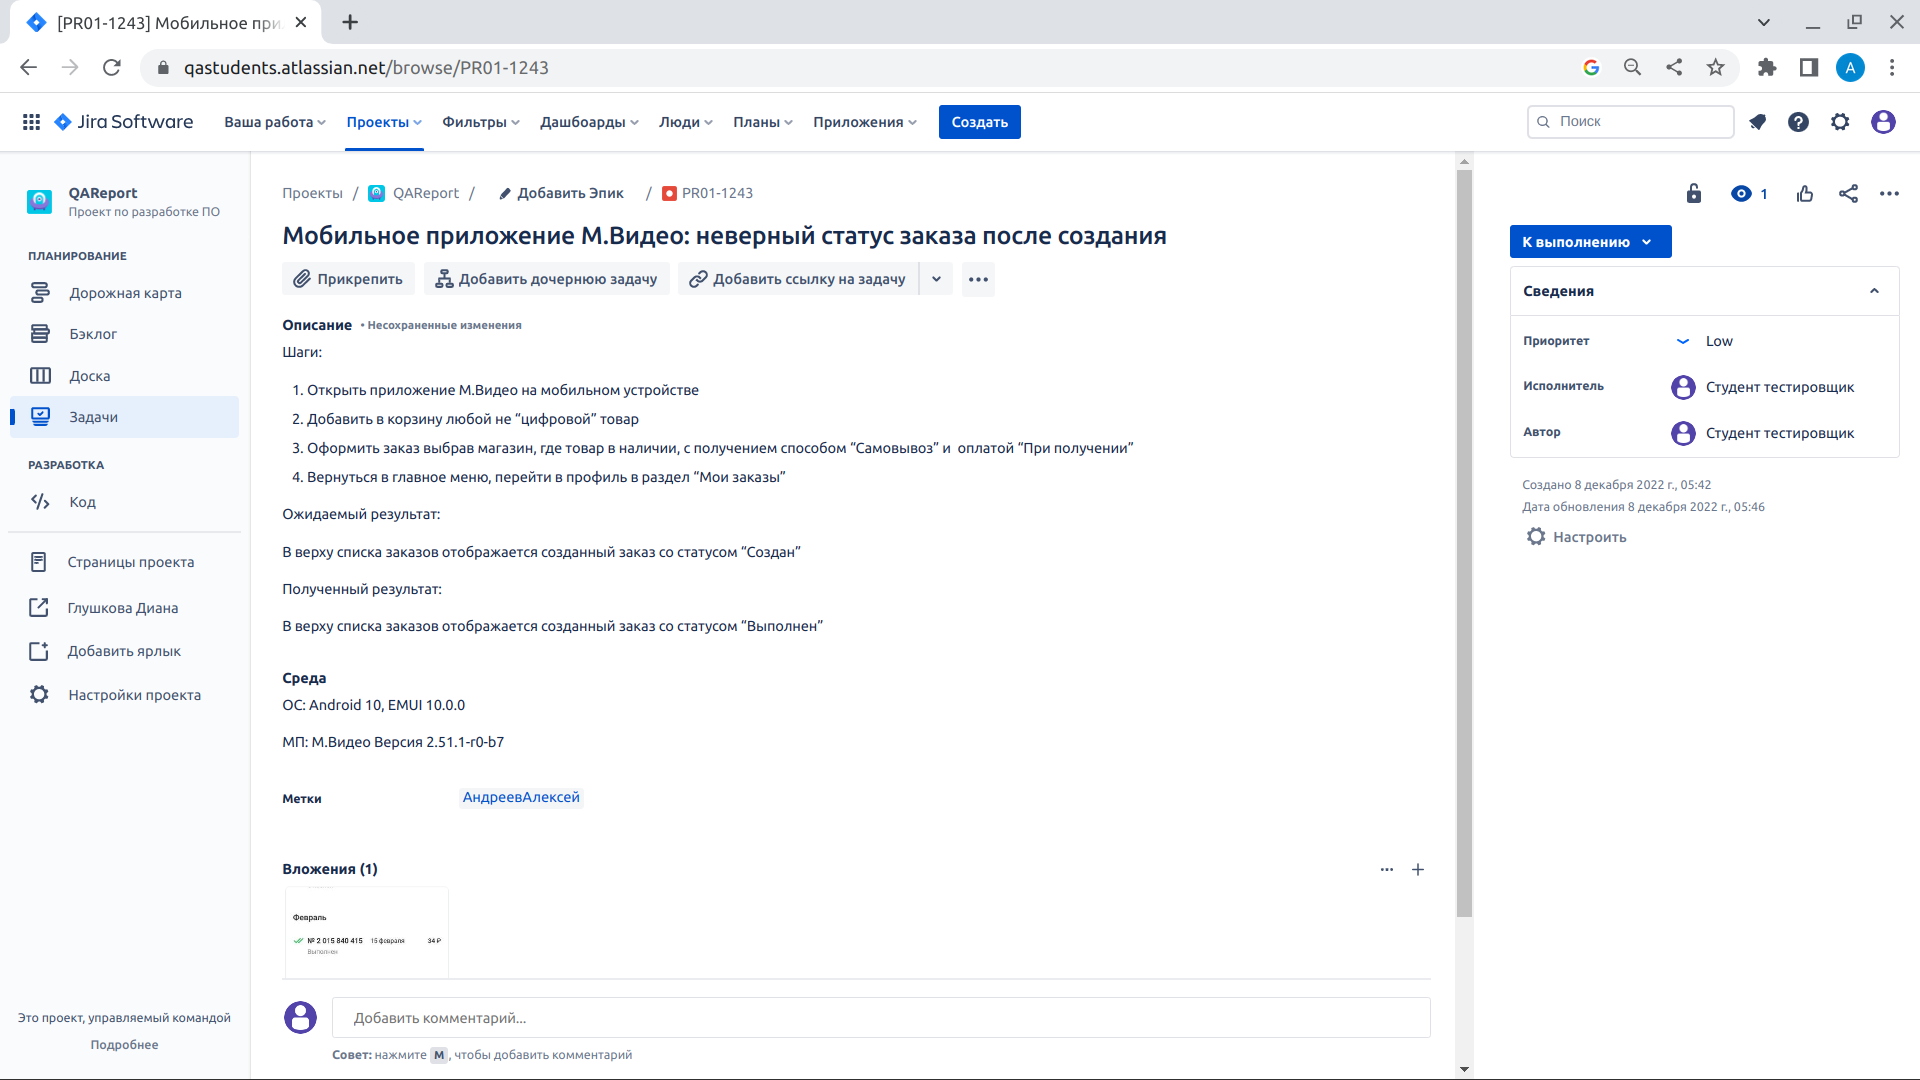 [PR01-1243] Мобильное при
qastudents.atlassian.net/browse/PR01-1243
A
Jira Software
Ваша работа
Проекты
Фильтры
Дашбоарды
Люди
Планы
Приложения
Создать
Поиск
QAReport
Проект по разработке ПО
ПЛАНИРОВАНИЕ
Дорожная карта
Бэклог
Доска
Задачи
РАЗРАБОТКА
Код
Страницы проекта
Глушкова Диана
Добавить ярлык
Настройки проекта
Это проект, управляемый командой
Подробнее
Проекты / QAReport / Добавить Эпик / PR01-1243
Мобильное приложение М.Видео: неверный статус заказа после создания
Прикрепить
Добавить дочернюю задачу
Добавить ссылку на задачу
Описание • Несохраненные изменения
Шаги:
1. Открыть приложение М.Видео на мобильном устройстве
2. Добавить в корзину любой не “цифровой” товар
3. Оформить заказ выбрав магазин, где товар в наличии, с получением способом “Самовывоз” и оплатой “При получении”
4. Вернуться в главное меню, перейти в профиль в раздел “Мои заказы”
Ожидаемый результат:
В верху списка заказов отображается созданный заказ со статусом “Создан”
Полученный результат:
В верху списка заказов отображается созданный заказ со статусом “Выполнен”
Среда
ОС: Android 10, EMUI 10.0.0
МП: М.Видео Версия 2.51.1-r0-b7
Метки
АндреевАлексей
Вложения (1)
Февраль
№ 2 015 840 415 15 февраля 34 ₽
Выполнен
Добавить комментарий...
Совет: нажмите M , чтобы добавить комментарий
1
К выполнению
Сведения
Приоритет
Low
Исполнитель
Студент тестировщик
Автор
Студент тестировщик
Создано 8 декабря 2022 г., 05:42
Дата обновления 8 декабря 2022 г., 05:46
Настроить